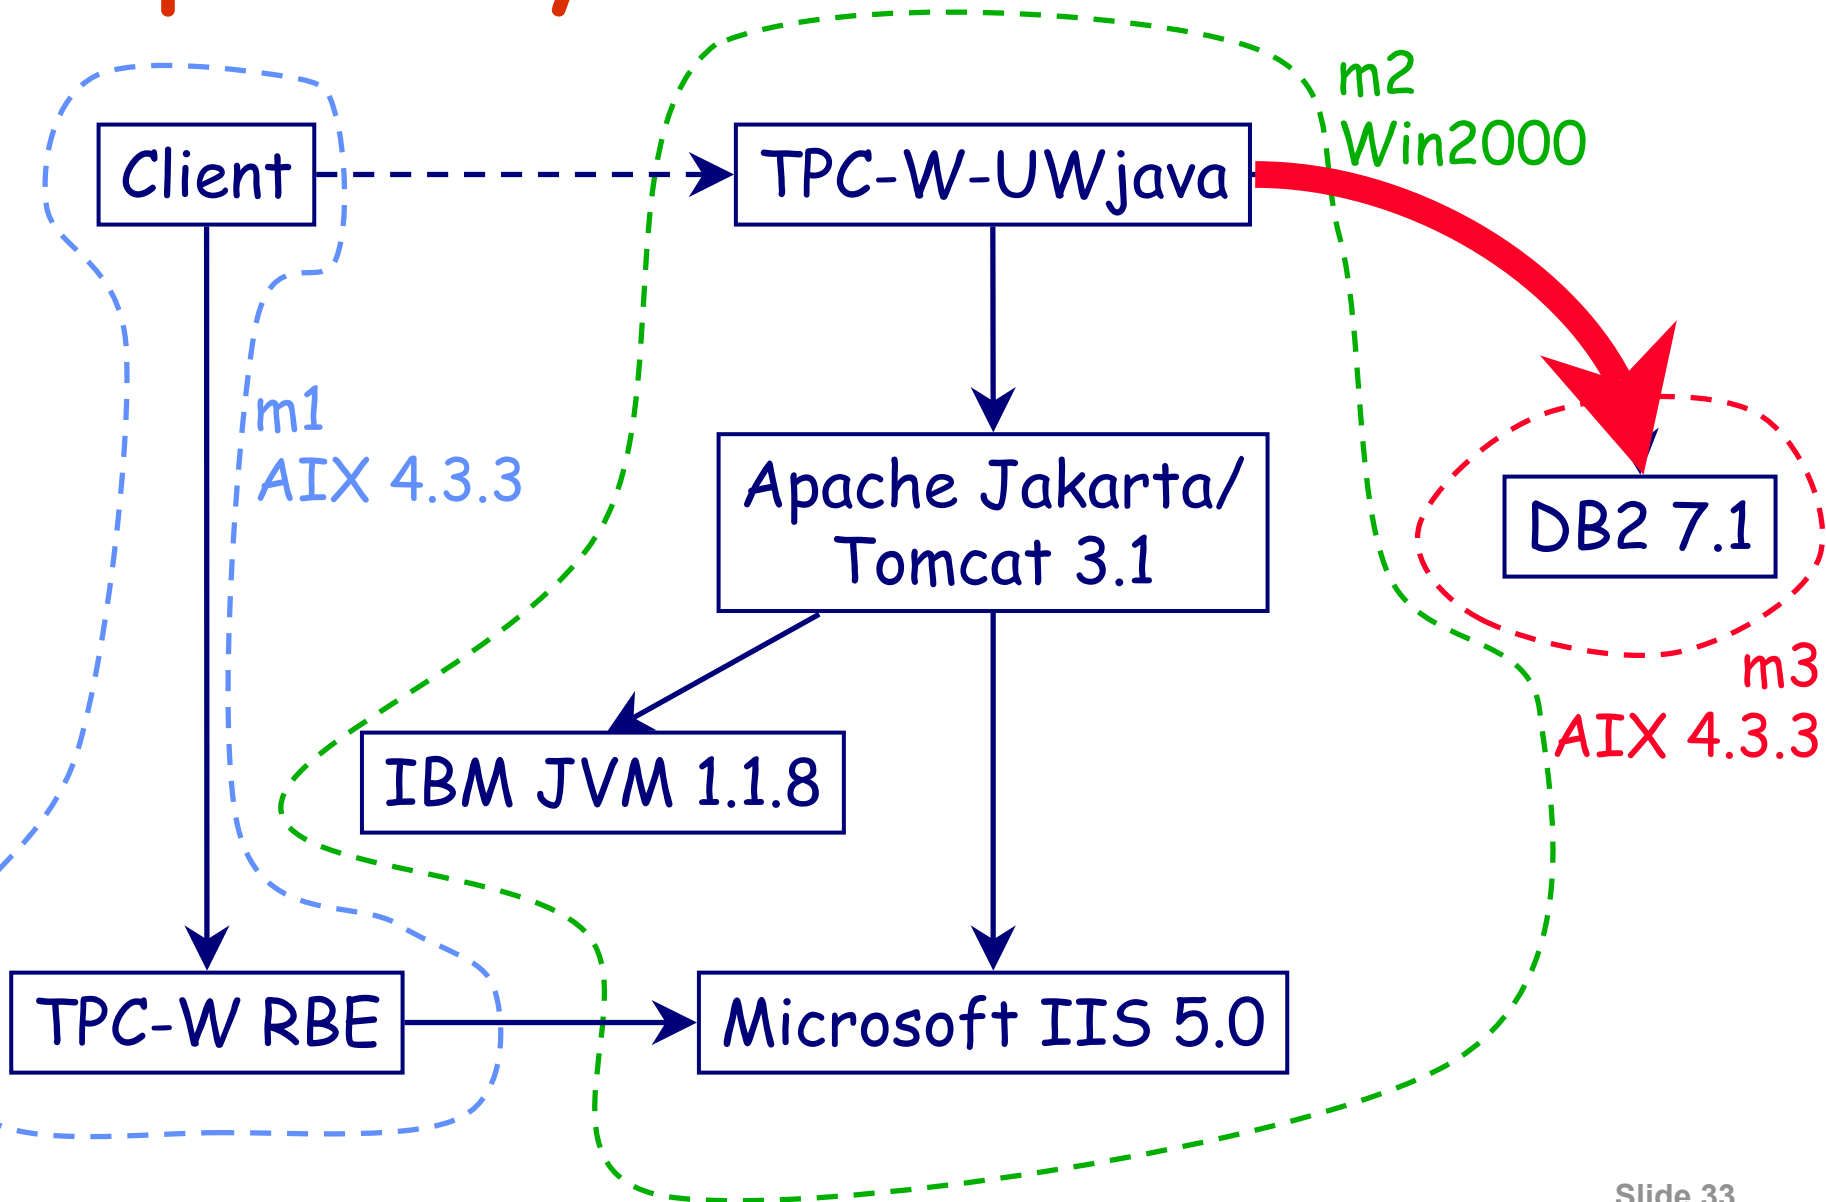 m2
Win2000
Client
TPC-W-UWjava
m1
AIX 4.3.3
Apache Jakarta/
Tomcat 3.1
DB2 7.1
m3
AIX 4.3.3
IBM JVM 1.1.8
TPC-W RBE
Microsoft IIS 5.0
Slide 33